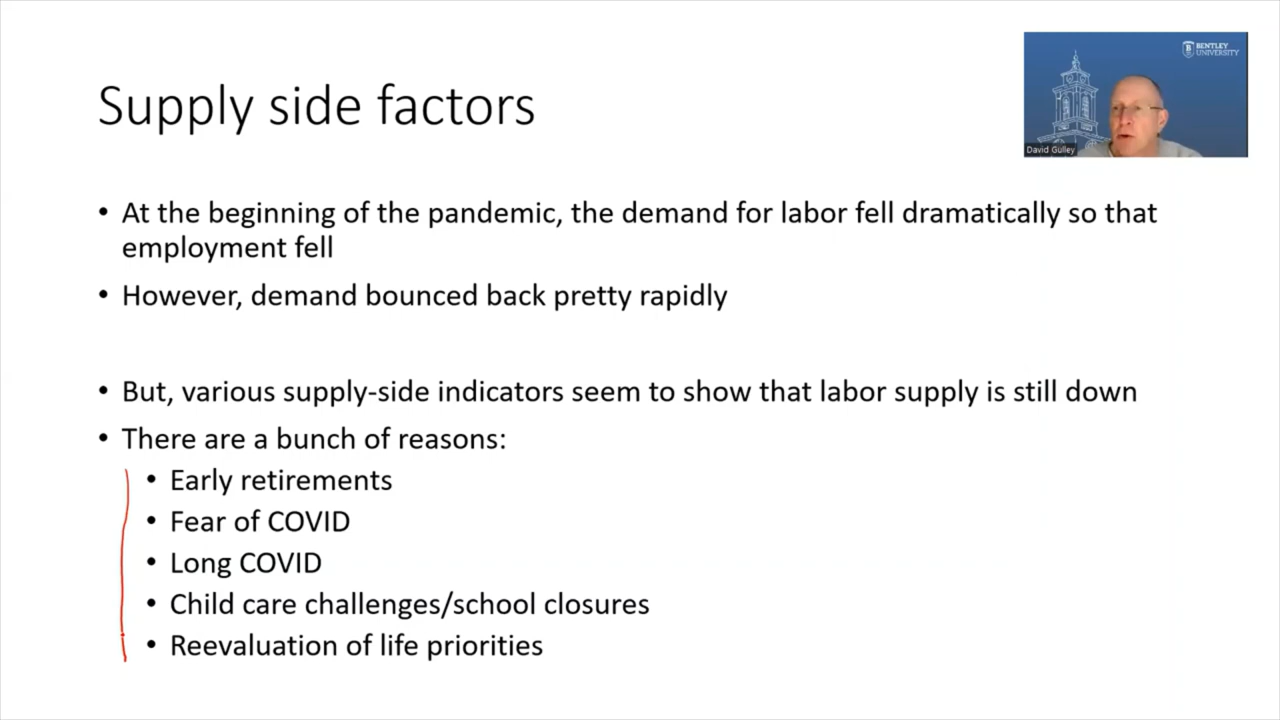 BENTLEY
UNIVERSITY
David Gulley
Supply side factors
• At the beginning of the pandemic, the demand for labor fell dramatically so that
employment fell
• However, demand bounced back pretty rapidly
• But, various supply-side indicators seem to show that labor supply is still down
• There are a bunch of reasons:
• Early retirements
• Fear of COVID
• Long COVID
• Child care challenges/school closures
• Reevaluation of life priorities